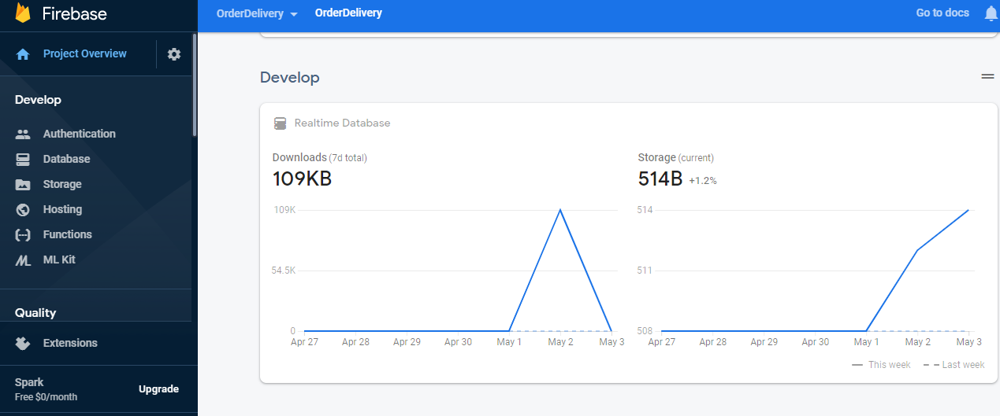 Firebase
OrderDelivery
OrderDelivery
Go to docs
Project Overview
Develop
Authentication
Database
Storage
Hosting
Functions
ML Kit
Quality
Extensions
Spark
Free $0/month
Upgrade
Develop
Realtime Database
Downloads (7d total)
109KB
109K
54.5K
0
Apr 27 Apr 28 Apr 29 Apr 30 May 1 May 2 May 3
Storage (current)
514B +1.2%
514
511
508
Apr 27 Apr 28 Apr 29 Apr 30 May 1 May 2 May 3
This week Last week